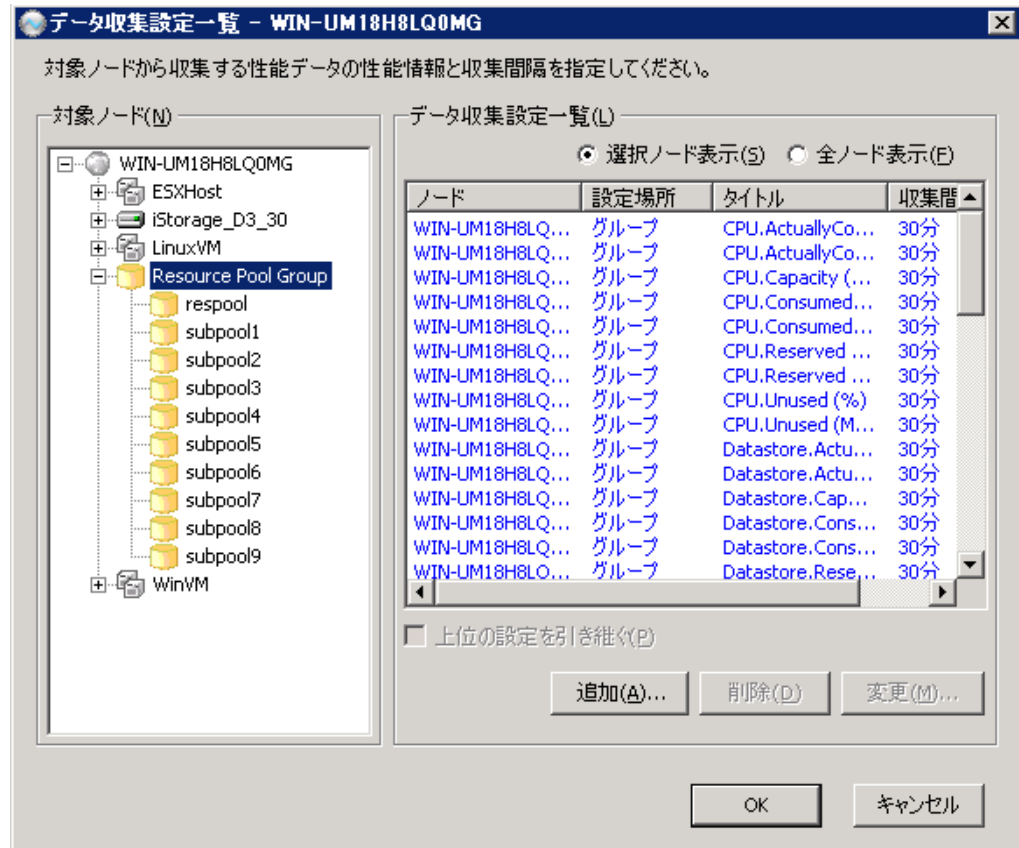 データ収集設定一覧 - WIN-UM18H8LQ0MG
対象ノードから収集する性能データの性能情報と収集間隔を指定してください。
対象ノード(N)
WIN-UM18H8LQ0MG
ESXHost
iStorage_D3_30
LinuxVM
Resource Pool Group
respool
subpool1
subpool2
subpool3
subpool4
subpool5
subpool6
subpool7
subpool8
subpool9
WinVM
データ収集設定一覧(L)
選択ノード表示(S) 全ノード表示(F)
ノード 設定場所 タイトル 収集間
WIN-UM18H8LQ... グループ CPU.ActuallyCo... 30分
WIN-UM18H8LQ... グループ CPU.ActuallyCo... 30分
WIN-UM18H8LQ... グループ CPU.Capacity (... 30分
WIN-UM18H8LQ... グループ CPU.Consumed... 30分
WIN-UM18H8LQ... グループ CPU.Consumed... 30分
WIN-UM18H8LQ... グループ CPU.Reserved ... 30分
WIN-UM18H8LQ... グループ CPU.Reserved ... 30分
WIN-UM18H8LQ... グループ CPU.Unused (%) 30分
WIN-UM18H8LQ... グループ CPU.Unused (M... 30分
WIN-UM18H8LQ... グループ Datastore.Actu... 30分
WIN-UM18H8LQ... グループ Datastore.Actu... 30分
WIN-UM18H8LQ... グループ Datastore.Cap... 30分
WIN-UM18H8LQ... グループ Datastore.Cons... 30分
WIN-UM18H8LQ... グループ Datastore.Cons... 30分
WIN-UM18H8LQ... グループ Datastore.Rese... 30分
上位の設定を引き継ぐ(P)
追加(A)... 削除(D) 変更(M)...
OK キャンセル